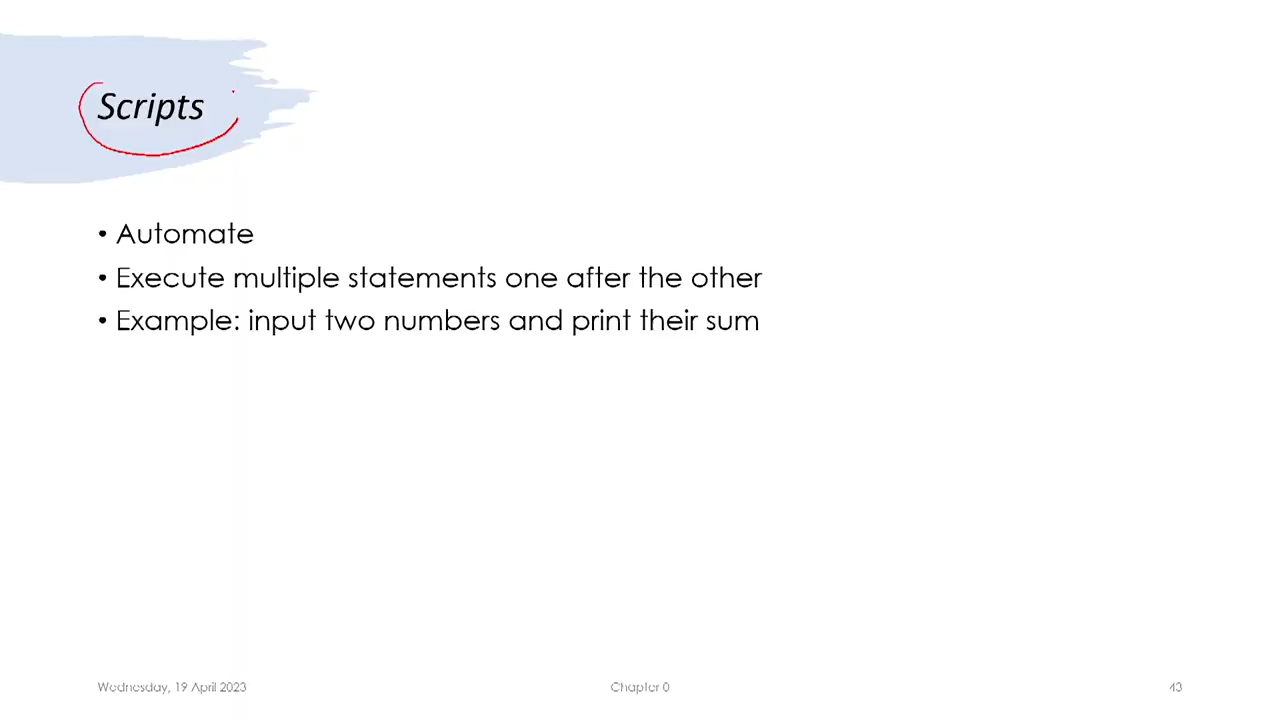 Scripts
• Automate
• Execute multiple statements one after the other
• Example: input two numbers and print their sum
Wednesday, 19 April 2023
Chapter 0
43